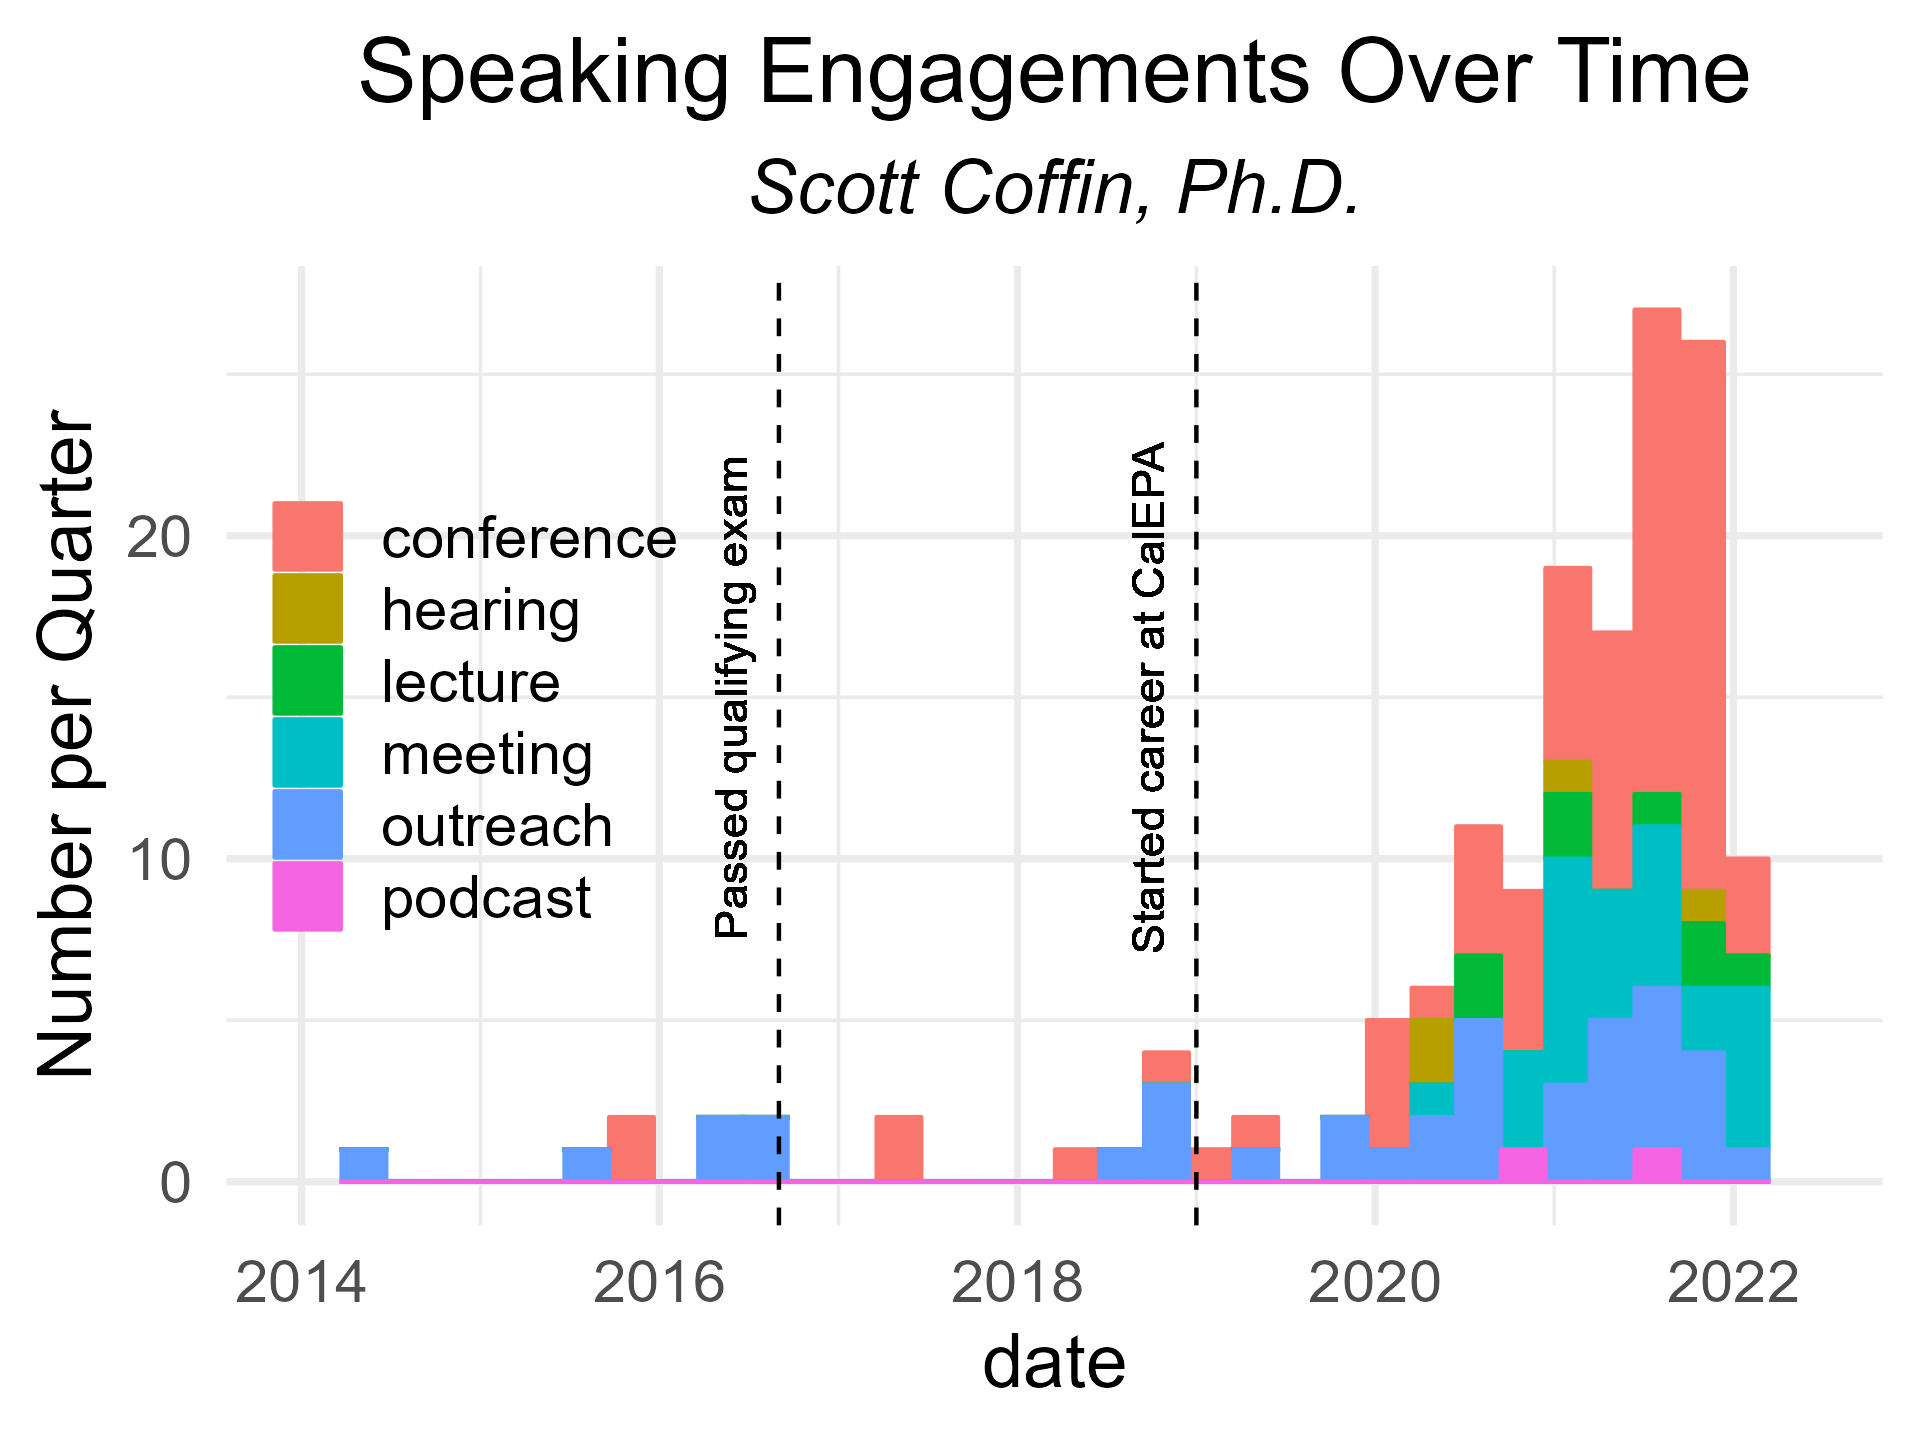 Speaking Engagements Over Time
Scott Coffin, Ph.D.
Number per Quarter
20
10
0
conference
hearing
lecture
meeting
outreach
podcast
Passed qualifying exam
Started career at CalEPA
2014
2016
2018
2020
2022
date